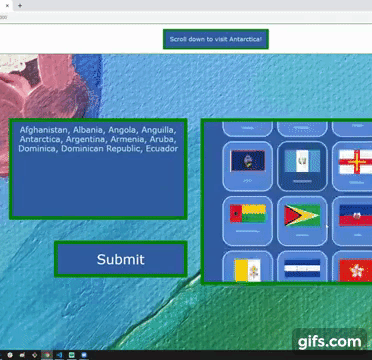 Scroll down to visit Antarctica!
Afghanistan, Albania, Angola, Anguilla,
Antarctica, Argentina, Armenia, Aruba,
Dominica, Dominican Republic, Ecuador
Submit
gifs.com